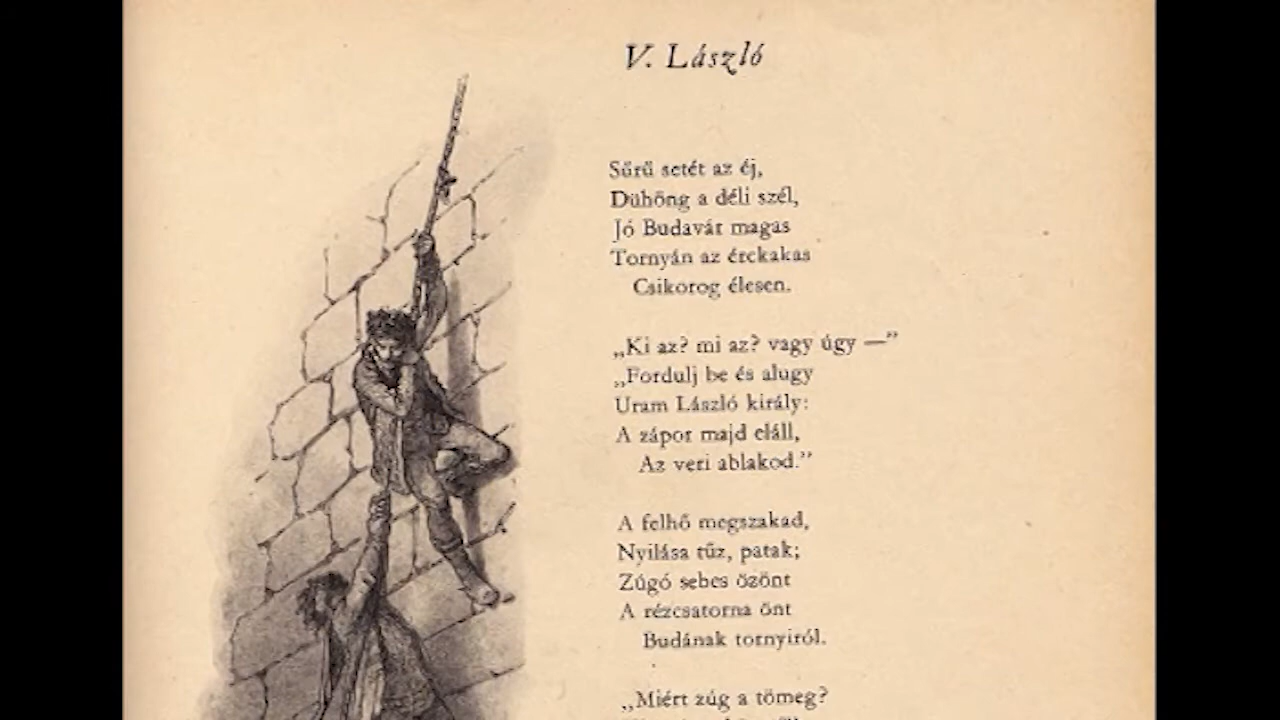 V. László
Sűrű setét az éj,
Dühöng a déli szél,
Jó Budavár magas
Tornyán az érckakas
Csikorog élesen.
„Ki az? mi az? vagy úgy —”
„Fordulj be és alugy
Uram László király:
A zápor majd eláll,
Az veri ablakod.”
A felhő megszakad,
Nyilása tűz, patak;
Zúgó sebes özönt
A rézcsatorna önt
Budának tornyiról.
„Miért zúg a tömeg?